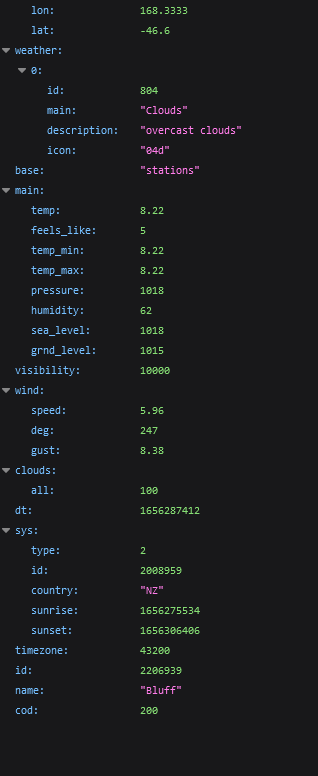 lon: 168.3333
lat: -46.6
weather:
0:
id: 804
main: "Clouds"
description: "overcast clouds"
icon: "04d"
base: "stations"
main:
temp: 8.22
feels_like: 5
temp_min: 8.22
temp_max: 8.22
pressure: 1018
humidity: 62
sea_level: 1018
grnd_level: 1015
visibility: 10000
wind:
speed: 5.96
deg: 247
gust: 8.38
clouds:
all: 100
dt: 1656287412
sys:
type: 2
id: 2008959
country: "NZ"
sunrise: 1656275534
sunset: 1656306406
timezone: 43200
id: 2206939
name: "Bluff"
cod: 200